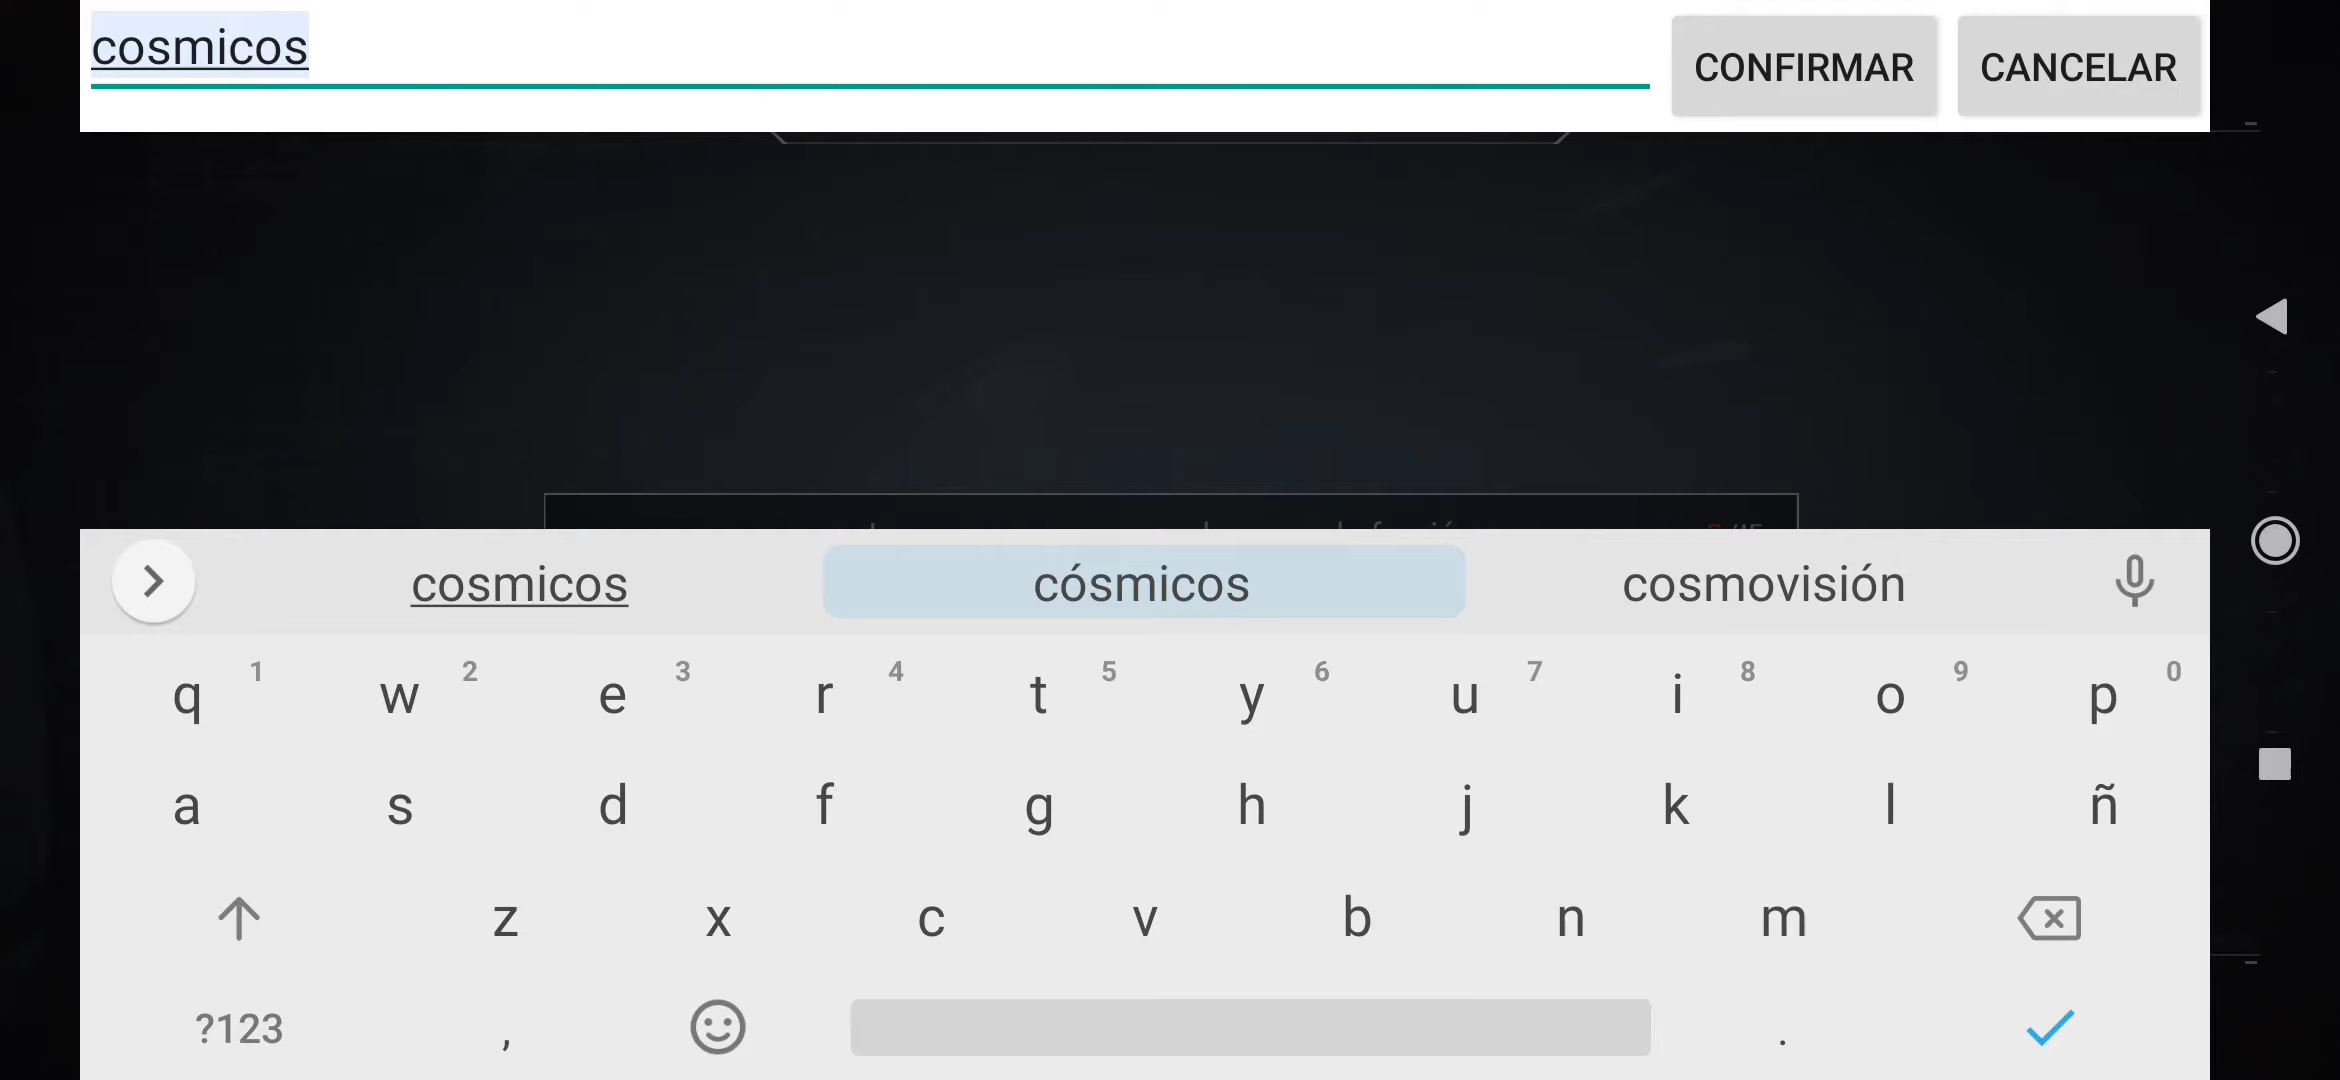 cosmicos
CONFIRMAR CANCELAR
cosmicos cósmicos cosmovisión
q 1 w 2 e 3 r 4 t 5 y 6 u 7 i 8 o 9 p 0
a s d f g h j k l ñ
z x c v b n m
?123 , .